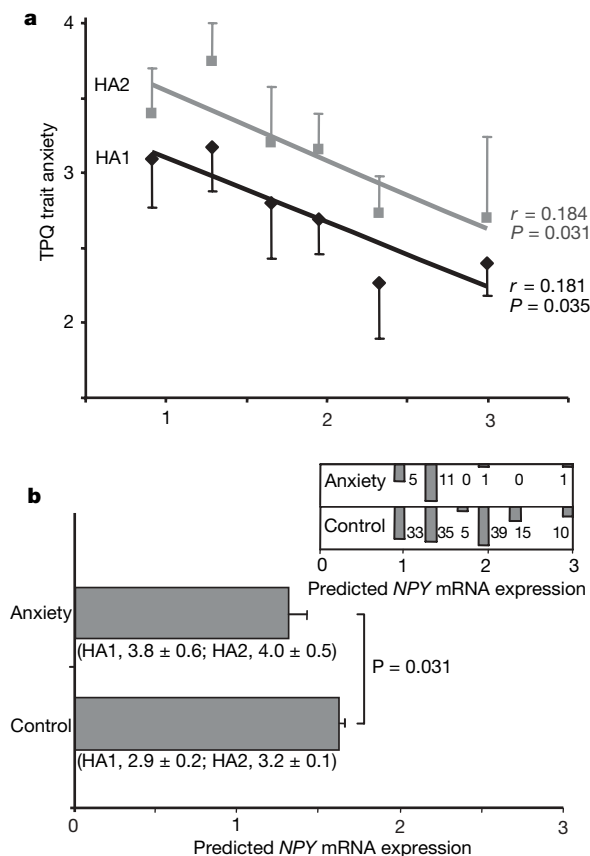 a
4
HA2
HA1
3
TPQ trait anxiety
r = 0.184
P = 0.031
r = 0.181
P = 0.035
2
1 2 3
b
Anxiety 5 11 0 1 0 1
Control 33 35 5 39 15 10
0 1 2 3
Predicted NPY mRNA expression
Anxiety
(HA1, 3.8 ± 0.6; HA2, 4.0 ± 0.5)
P = 0.031
Control
(HA1, 2.9 ± 0.2; HA2, 3.2 ± 0.1)
0 1 2 3
Predicted NPY mRNA expression